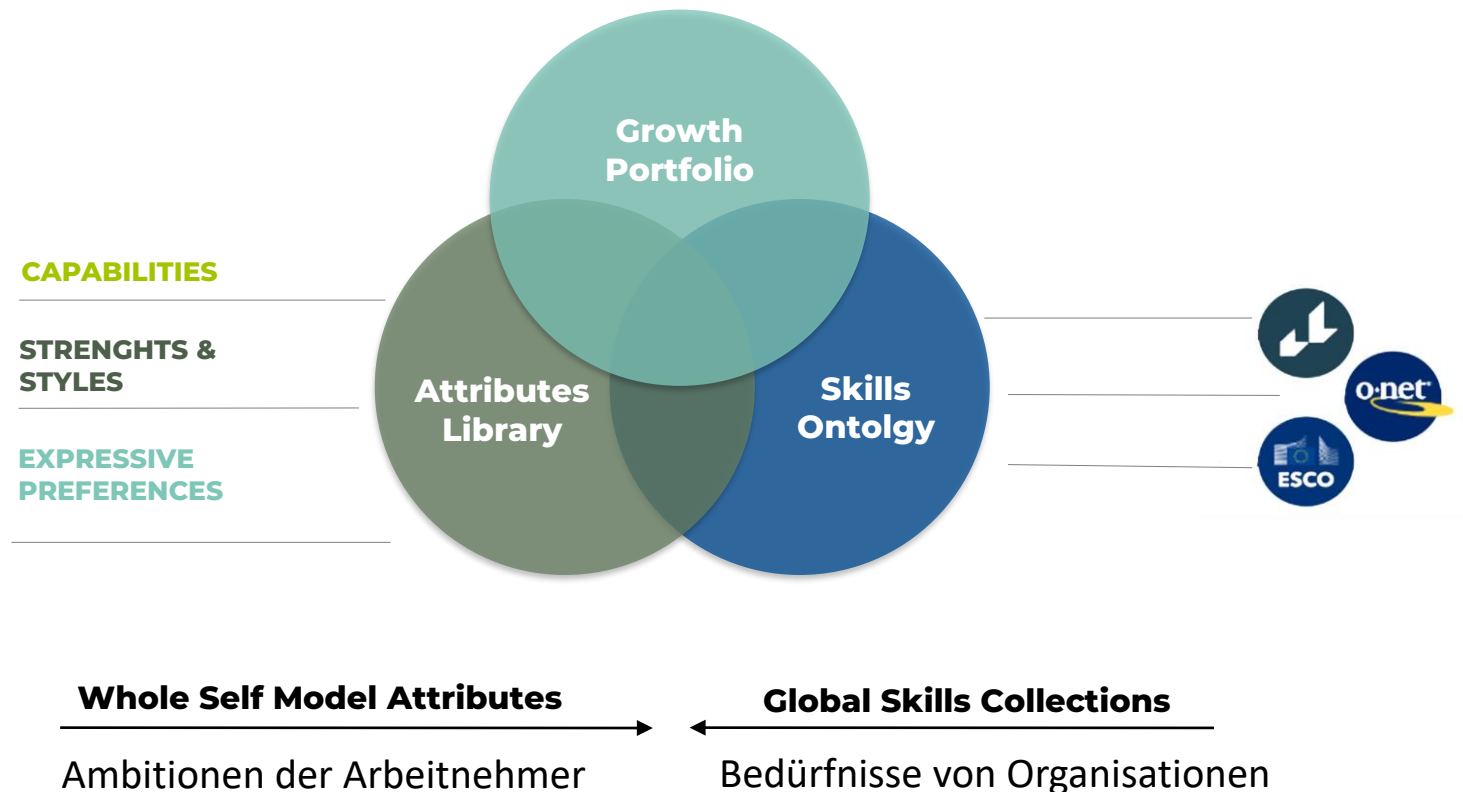 Growth
Portfolio
CAPABILITIES
STRENGHTS &
STYLES
EXPRESSIVE
PREFERENCES
Attributes
Library
Skills
Ontolgy
o·net
ESCO
Whole Self Model Attributes
Global Skills Collections
Ambitionen der Arbeitnehmer
Bedürfnisse von Organisationen